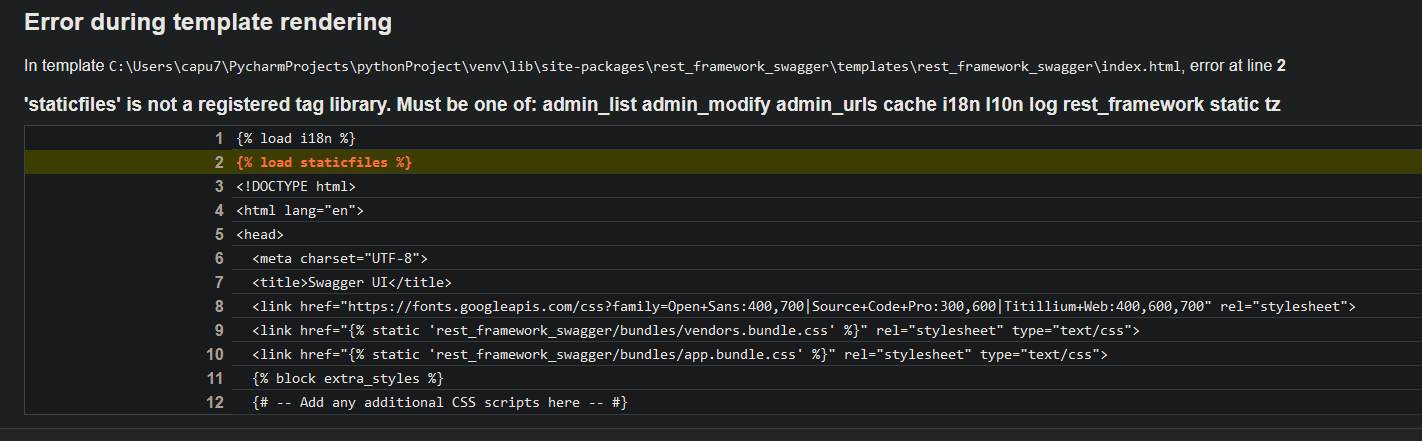 Error during template rendering
In template C:\Users\capu7\PycharmProjects\pythonProject\venv\lib\site-packages\rest_framework_swagger\templates\rest_framework_swagger\index.html, error at line 2
'staticfiles' is not a registered tag library. Must be one of: admin_list admin_modify admin_urls cache i18n l10n log rest_framework static tz
1 {% load i18n %}
2 {% load staticfiles %}
3 <!DOCTYPE html>
4 <html lang="en">
5 <head>
6   <meta charset="UTF-8">
7   <title>Swagger UI</title>
8   <link href="https://fonts.googleapis.com/css?family=Open+Sans:400,700|Source+Code+Pro:300,600|Titillium+Web:400,600,700" rel="stylesheet">
9   <link href="{% static 'rest_framework_swagger/bundles/vendors.bundle.css' %}" rel="stylesheet" type="text/css">
10   <link href="{% static 'rest_framework_swagger/bundles/app.bundle.css' %}" rel="stylesheet" type="text/css">
11   {% block extra_styles %}
12   {# -- Add any additional CSS scripts here -- #}